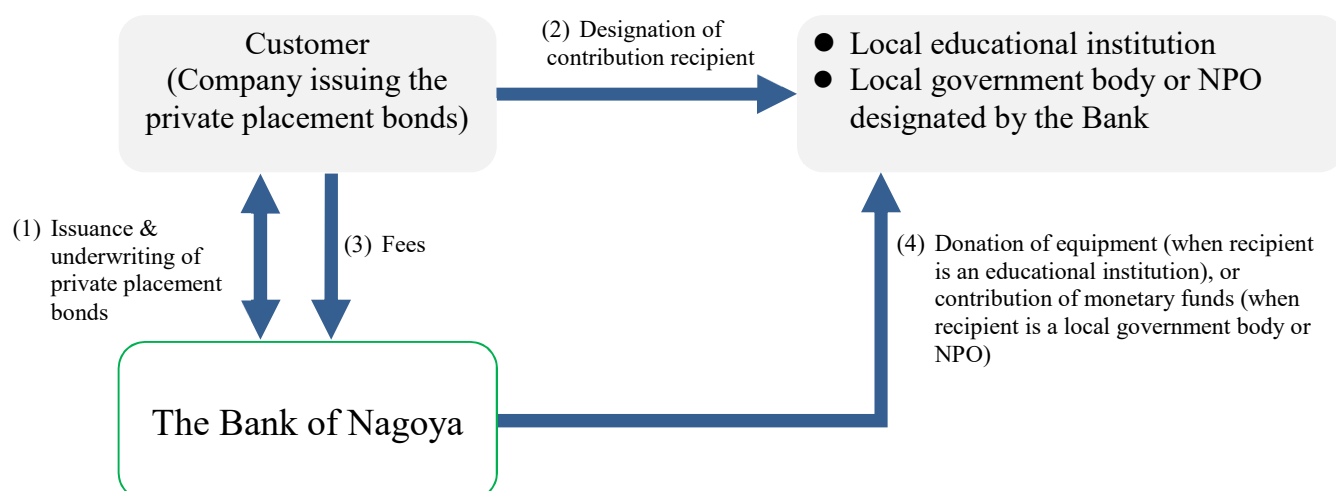 Customer
(Company issuing the
private placement bonds)
(2) Designation of
contribution recipient
● Local educational institution
● Local government body or NPO
designated by the Bank
(1) Issuance &
underwriting of
private placement
bonds
(3) Fees
(4) Donation of equipment (when recipient
is an educational institution), or
contribution of monetary funds (when
recipient is a local government body or
NPO)
The Bank of Nagoya